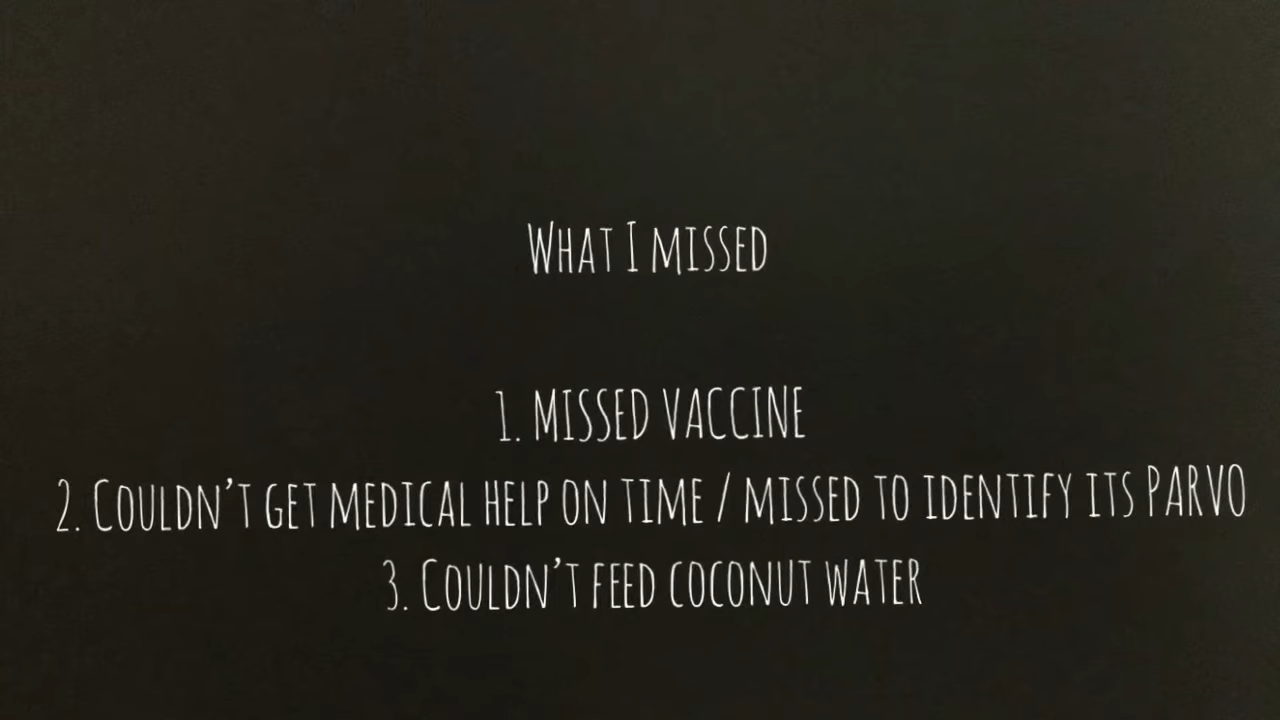 What I missed
1. MISSED VACCINE
2. Couldn't get medical help on time / missed to identify its PARVO
3. Couldn't feed coconut water